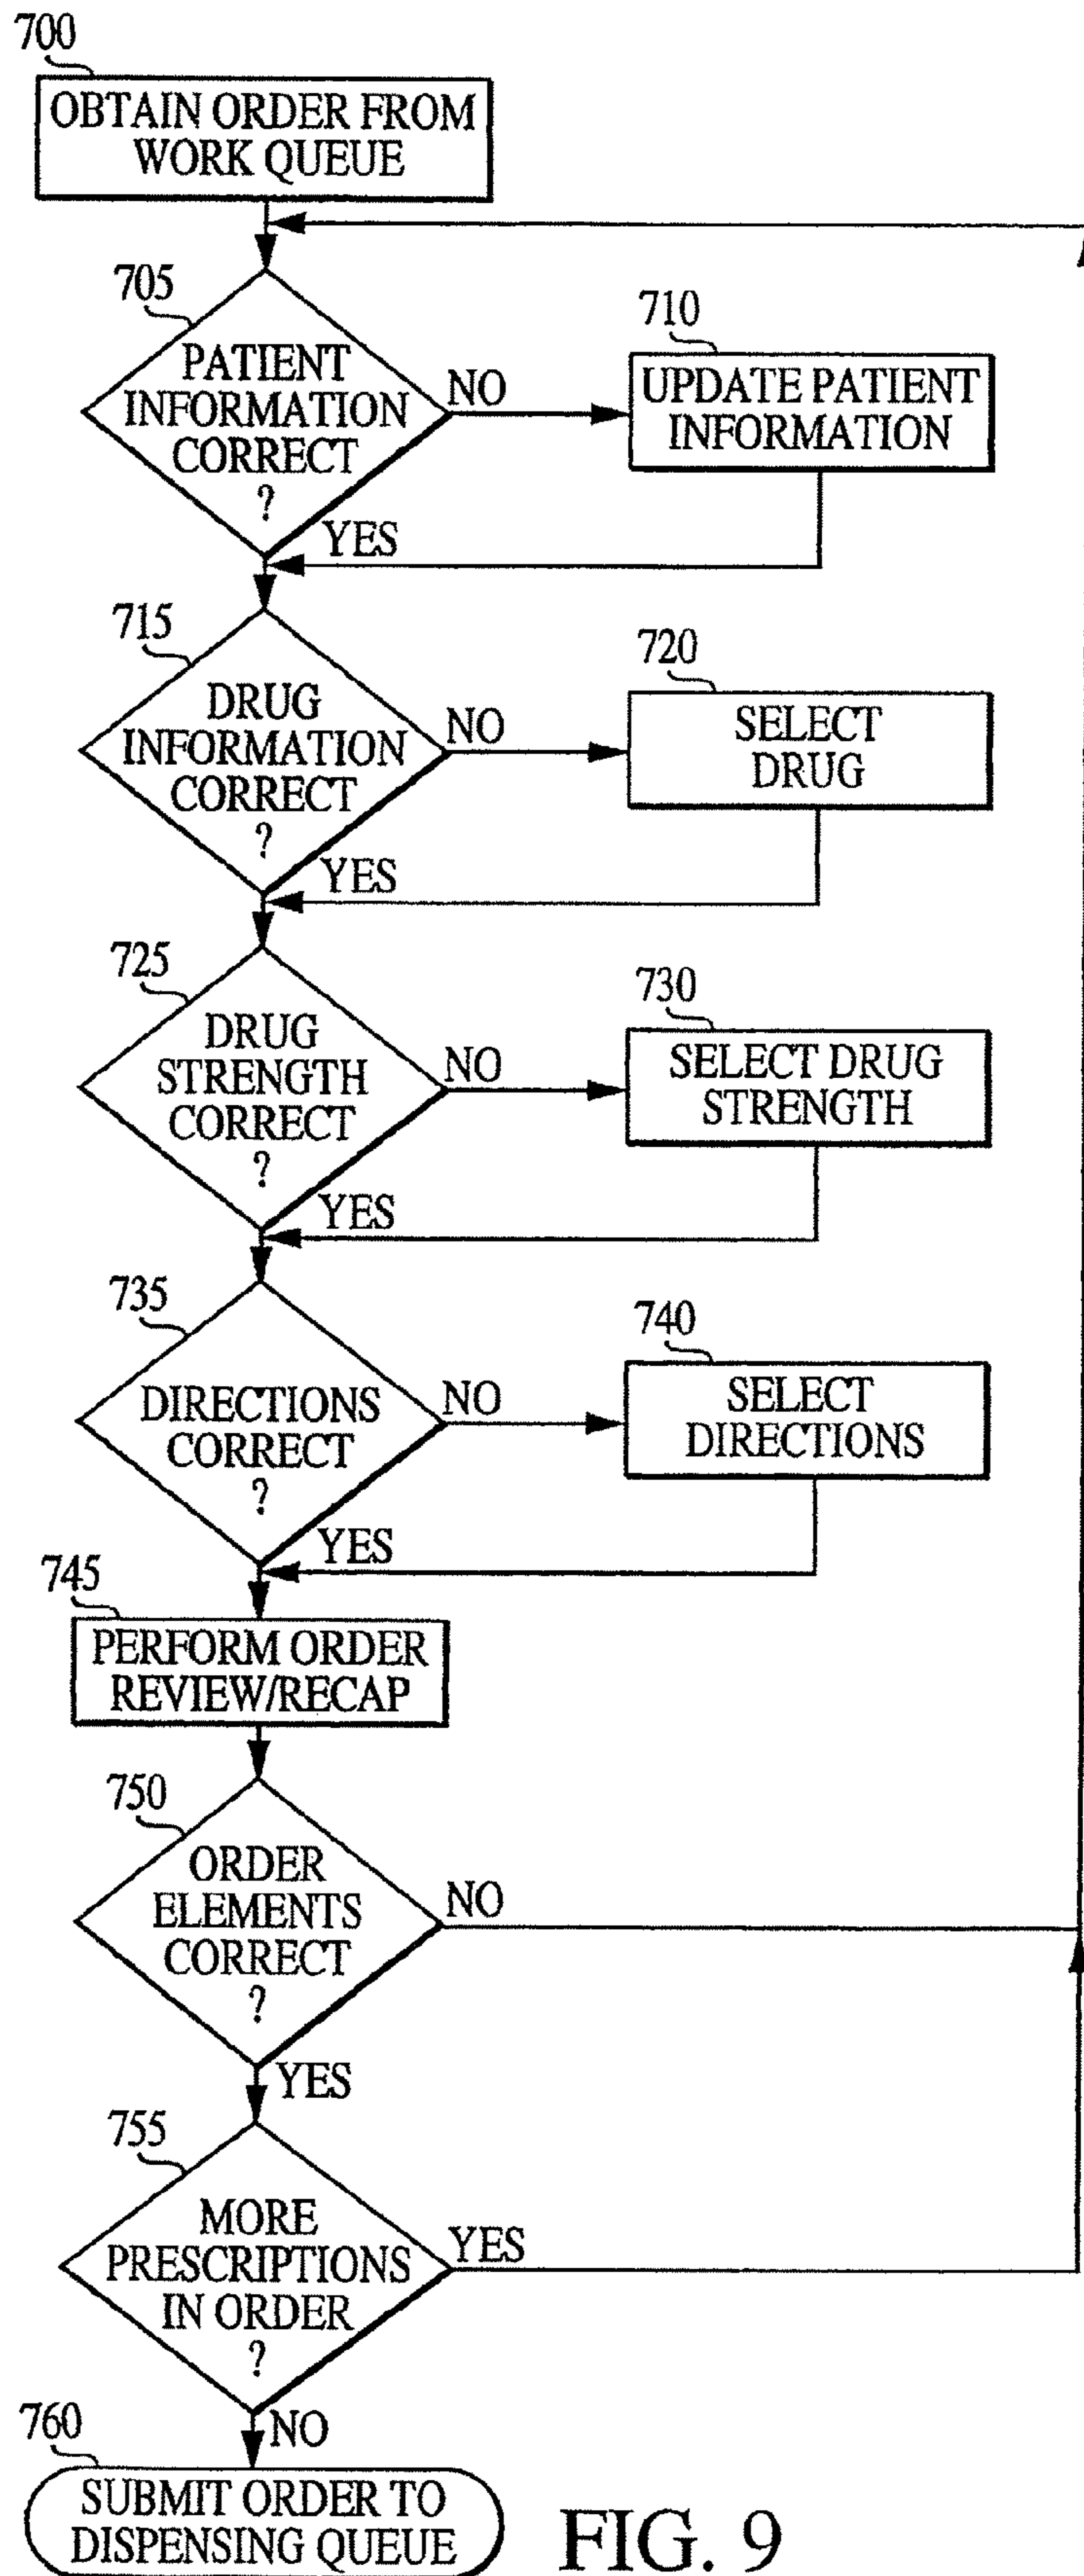 700
OBTAIN ORDER FROM
WORK QUEUE
705
PATIENT
INFORMATION
CORRECT
?
NO
YES
710
UPDATE PATIENT
INFORMATION
715
DRUG
INFORMATION
CORRECT
?
NO
YES
720
SELECT
DRUG
725
DRUG
STRENGTH
CORRECT
?
NO
YES
730
SELECT DRUG
STRENGTH
735
DIRECTIONS
CORRECT
?
NO
YES
740
SELECT
DIRECTIONS
745
PERFORM ORDER
REVIEW/RECAP
750
ORDER
ELEMENTS
CORRECT
?
NO
YES
755
MORE
PRESCRIPTIONS
IN ORDER
?
YES
NO
760
SUBMIT ORDER TO
DISPENSING QUEUE
FIG. 9